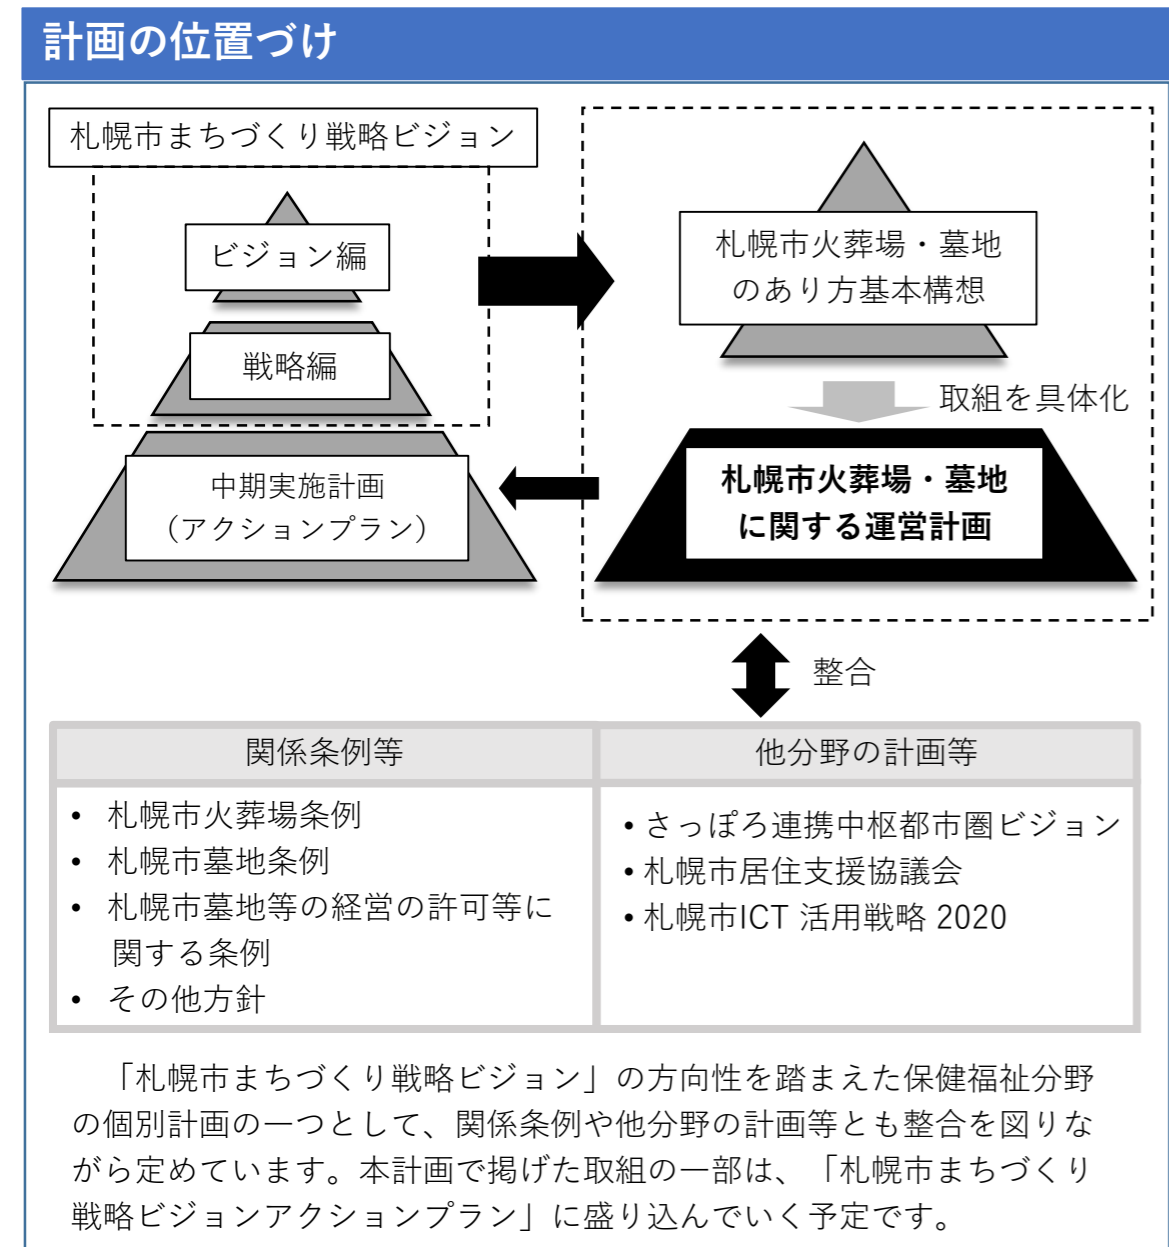 計画の位置づけ
札幌市まちづくり戦略ビジョン
ビジョン編
戦略編
中期実施計画
（アクションプラン）
札幌市火葬場・墓地
のあり方基本構想
取組を具体化
札幌市火葬場・墓地
に関する運営計画
整合
関係条例等
• 札幌市火葬場条例
• 札幌市墓地条例
• 札幌市墓地等の経営の許可等に
関する条例
• その他方針
他分野の計画等
• さっぽろ連携中枢都市圏ビジョン
• 札幌市居住支援協議会
• 札幌市ICT 活用戦略 2020
「札幌市まちづくり戦略ビジョン」の方向性を踏まえた保健福祉分野
の個別計画の一つとして、関係条例や他分野の計画等とも整合を図りな
がら定めています。本計画で掲げた取組の一部は、「札幌市まちづくり
戦略ビジョンアクションプラン」に盛り込んでいく予定です。